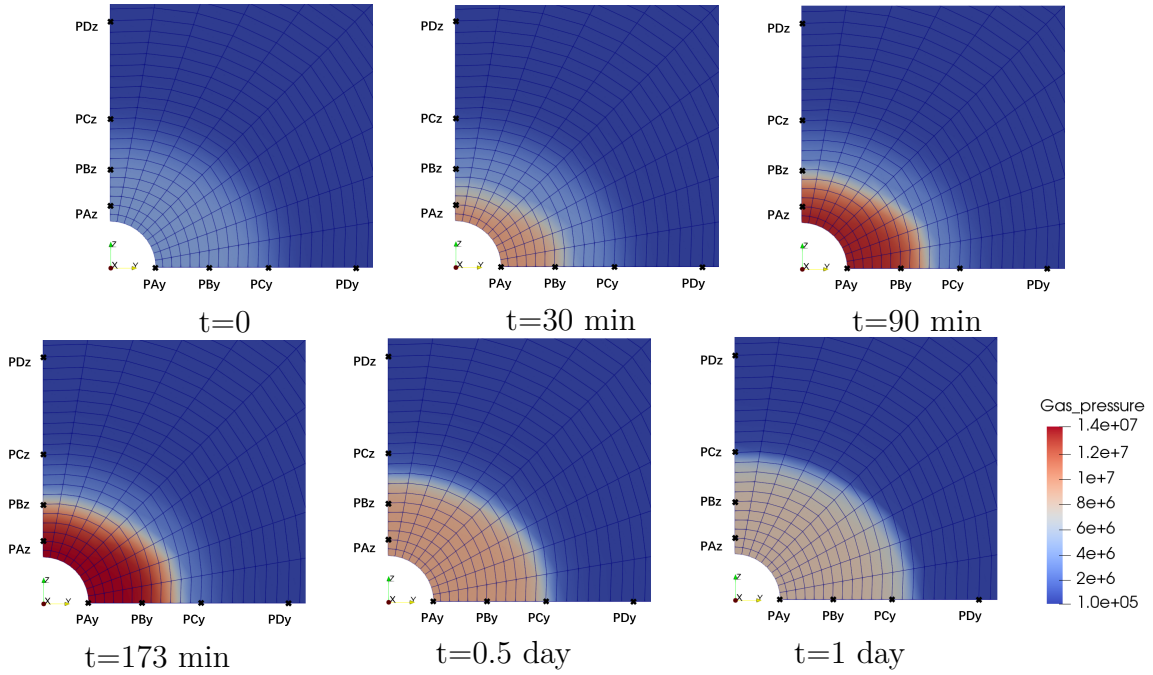 PDz
PCz
PBz
PAz
Z
X
Y
PAy PBy PCy PDy
t=0
PDz
PCz
PBz
PAz
Z
X
Y
PAy PBy PCy PDy
t=30 min
PDz
PCz
PBz
PAz
Z
X
Y
PAy PBy PCy PDy
t=90 min
PDz
PCz
PBz
PAz
Z
X
Y
PAy PBy PCy PDy
t=173 min
PDz
PCz
PBz
PAz
Z
X
Y
PAy PBy PCy PDy
t=0.5 day
PDz
PCz
PBz
PAz
Z
X
Y
PAy PBy PCy PDy
t=1 day
Gas_pressure
1.4e+07
1.2e+7
1e+7
8e+6
6e+6
4e+6
2e+6
1.0e+05